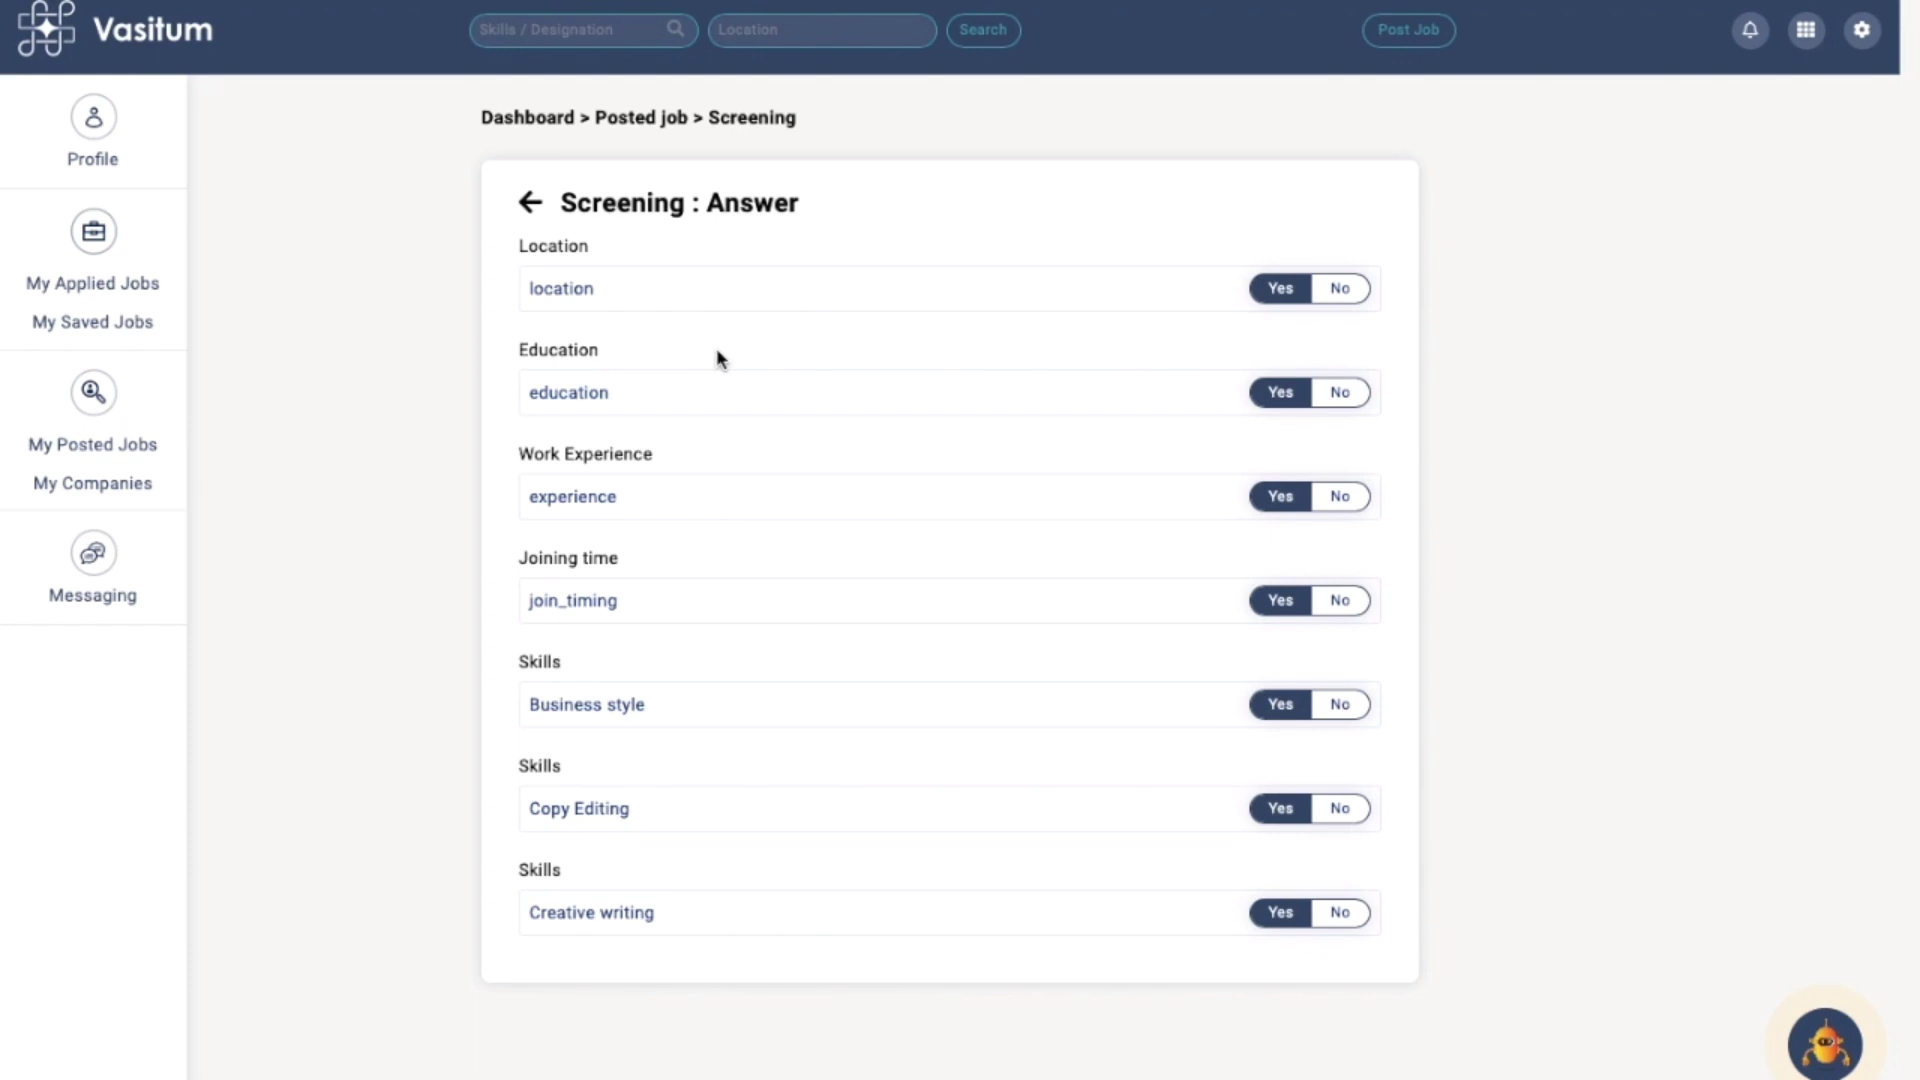 Vasitum
Skills / Designation
Location
Search
Post Job
Profile
My Applied Jobs
My Saved Jobs
My Posted Jobs
My Companies
Messaging
Dashboard > Posted job > Screening
Screening : Answer
Location
location Yes No
Education
education Yes No
Work Experience
experience Yes No
Joining time
join_timing Yes No
Skills
Business style Yes No
Skills
Copy Editing Yes No
Skills
Creative writing Yes No